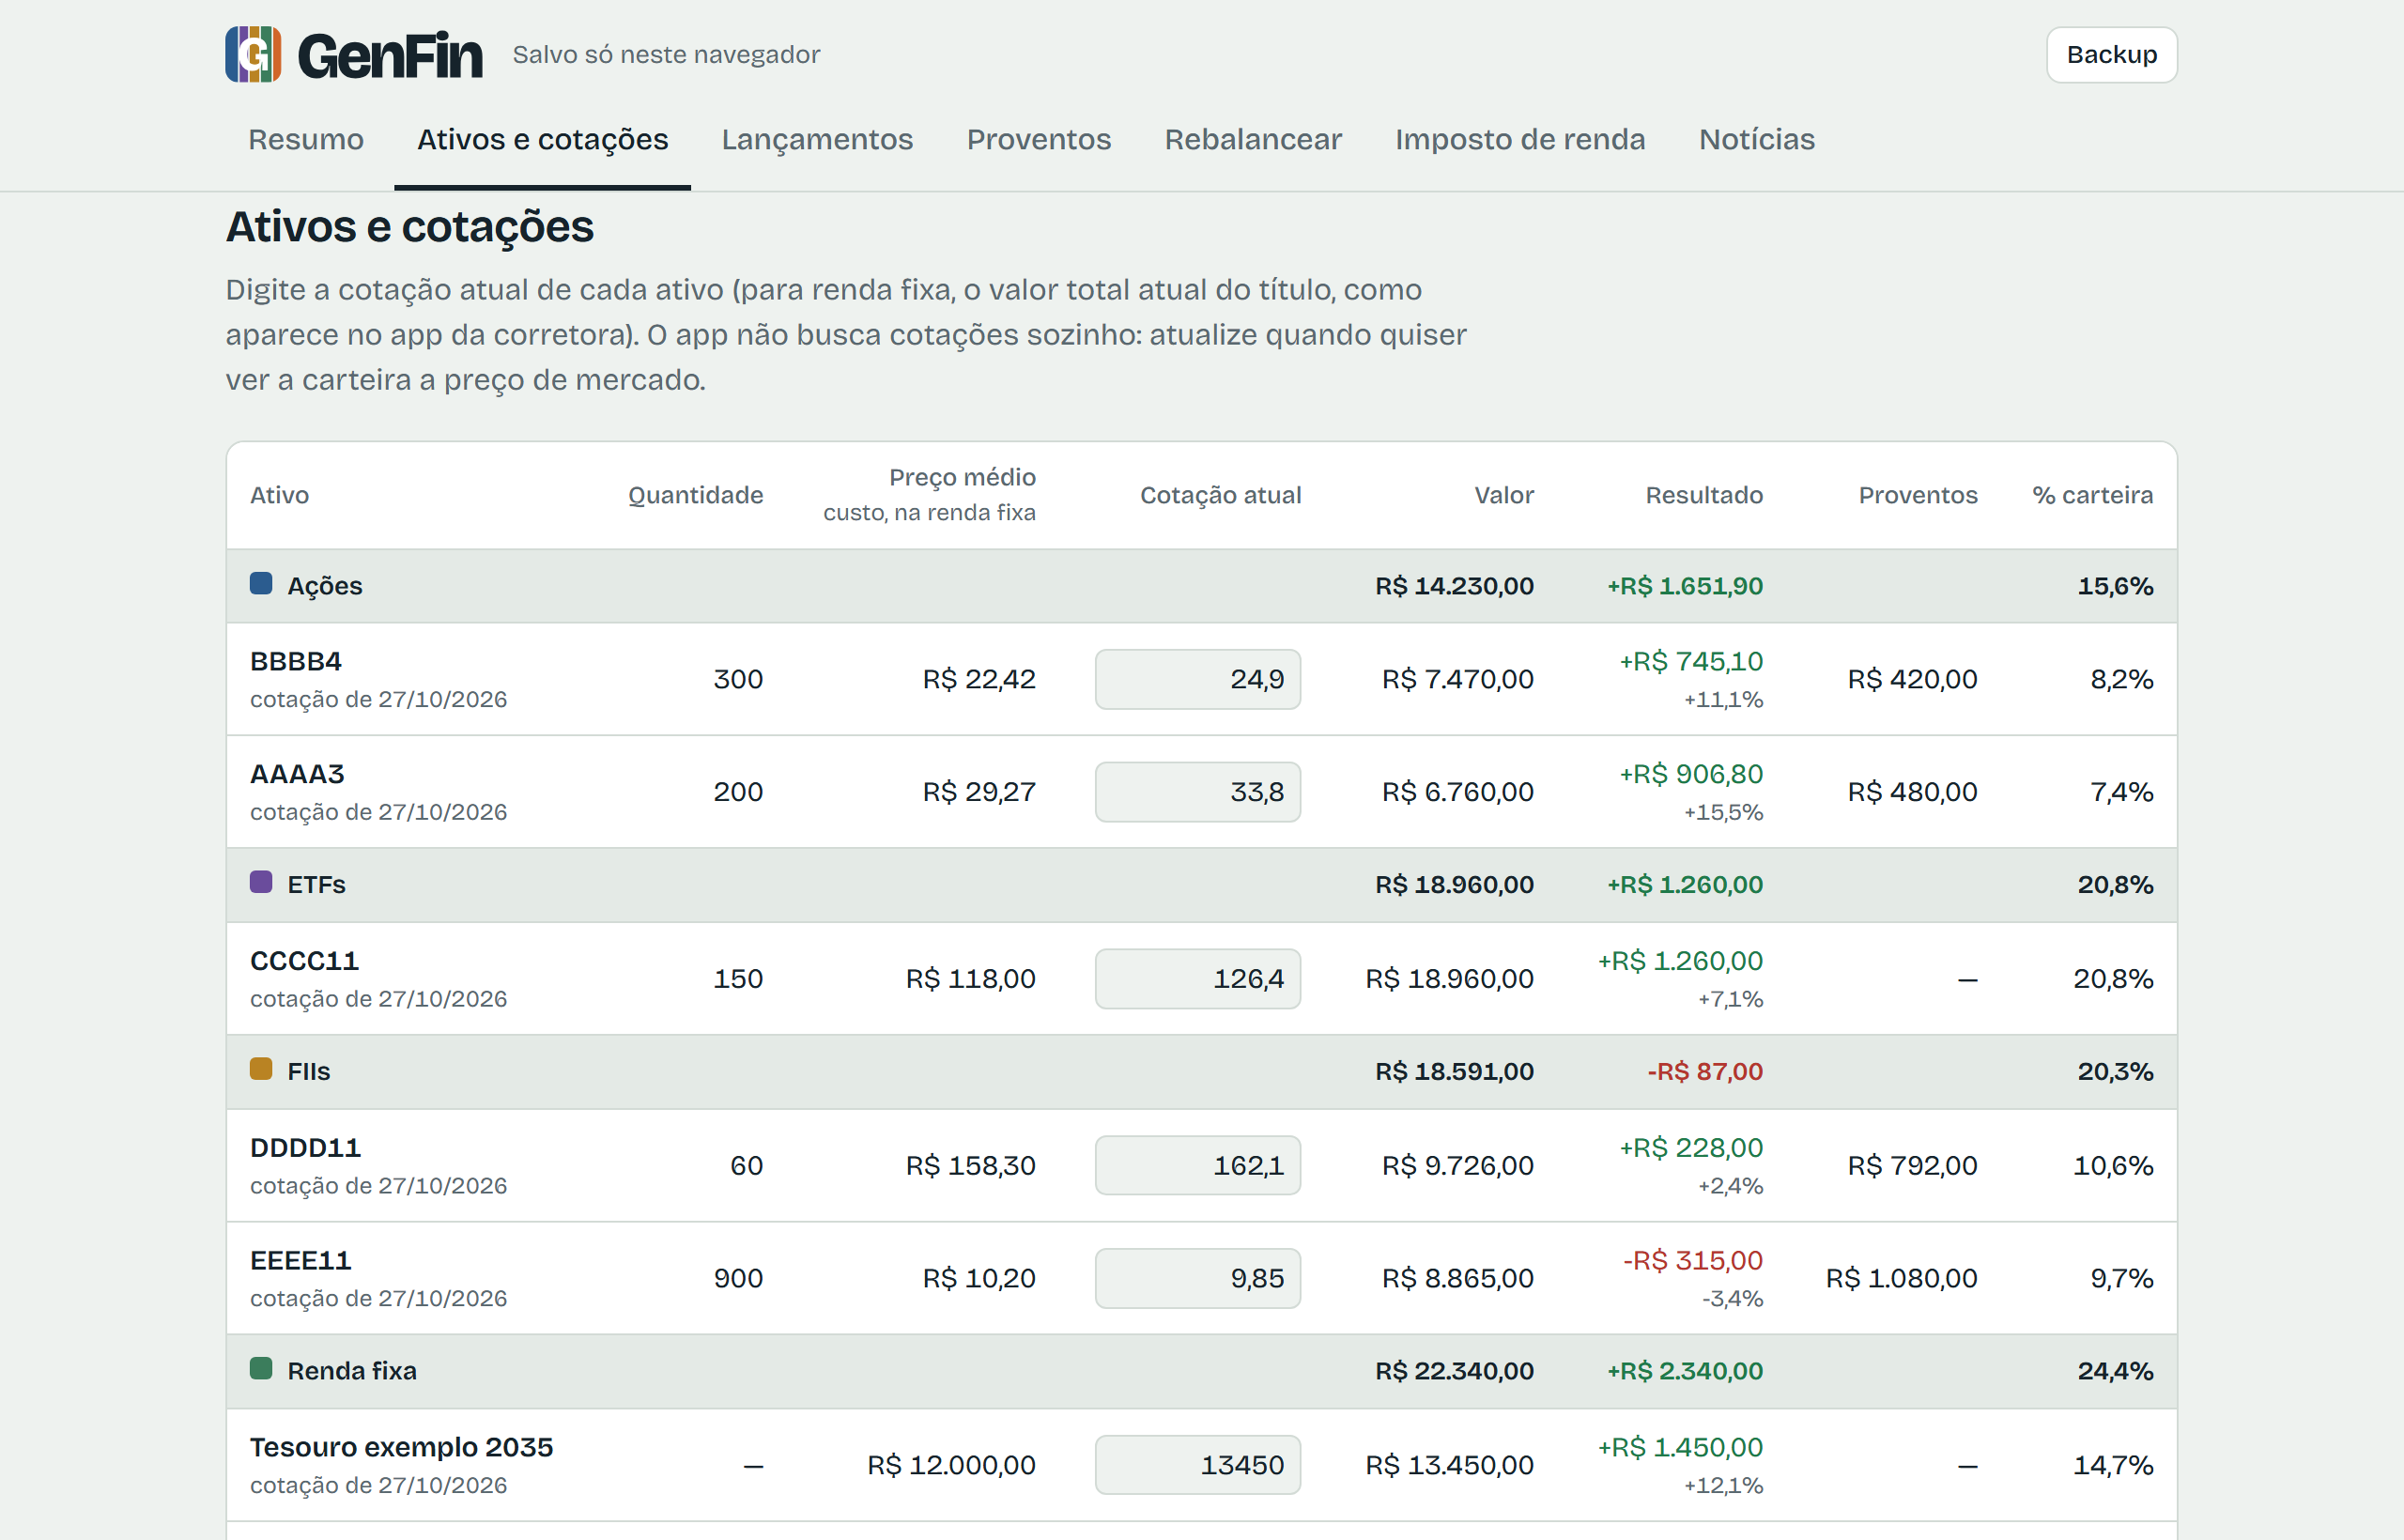 G GenFin Salvo só neste navegador Backup
Resumo Ativos e cotações Lançamentos Proventos Rebalancear Imposto de renda Notícias
Ativos e cotações
Digite a cotação atual de cada ativo (para renda fixa, o valor total atual do título, como
aparece no app da corretora). O app não busca cotações sozinho: atualize quando quiser
ver a carteira a preço de mercado.
Ativo Quantidade Preço médio Cotação atual Valor Resultado Proventos % carteira
custo, na renda fixa
Ações R$ 14.230,00 +R$ 1.651,90 15,6%
BBBB4 300 R$ 22,42 24,9 R$ 7.470,00 +R$ 745,10 R$ 420,00 8,2%
cotação de 27/10/2026 +11,1%
AAAA3 200 R$ 29,27 33,8 R$ 6.760,00 +R$ 906,80 R$ 480,00 7,4%
cotação de 27/10/2026 +15,5%
ETFs R$ 18.960,00 +R$ 1.260,00 20,8%
CCCC11 150 R$ 118,00 126,4 R$ 18.960,00 +R$ 1.260,00 — 20,8%
cotação de 27/10/2026 +7,1%
FIIs R$ 18.591,00 -R$ 87,00 20,3%
DDDD11 60 R$ 158,30 162,1 R$ 9.726,00 +R$ 228,00 R$ 792,00 10,6%
cotação de 27/10/2026 +2,4%
EEEE11 900 R$ 10,20 9,85 R$ 8.865,00 -R$ 315,00 R$ 1.080,00 9,7%
cotação de 27/10/2026 -3,4%
Renda fixa R$ 22.340,00 +R$ 2.340,00 24,4%
Tesouro exemplo 2035 — R$ 12.000,00 13450 R$ 13.450,00 +R$ 1.450,00 — 14,7%
cotação de 27/10/2026 +12,1%